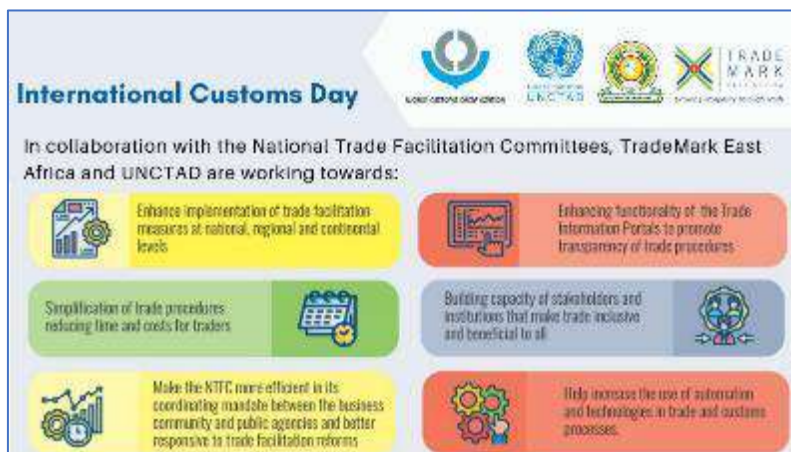 TRADE
MARK
UNCTAD
International Customs Day
In collaboration with the National Trade Facilitation Committees, TradeMark East
Africa and UNCTAD are working towards:
Enhance implementation of trade facilitation
measures at national, regional and continental
levels
Enhancing functionality of the Trade
Information Portals to promote
transparency of trade procedures
Simplification of trade procedures
reducing time and costs for traders
Building capacity of stakeholders and
institutions that make trade inclusive
and beneficial to all
Make the NTFC more efficient in its
coordinating mandate between the business
community and public agencies and better
responsive to trade facilitation reforms
Help increase the use of automation
and technologies in trade and customs
processes.